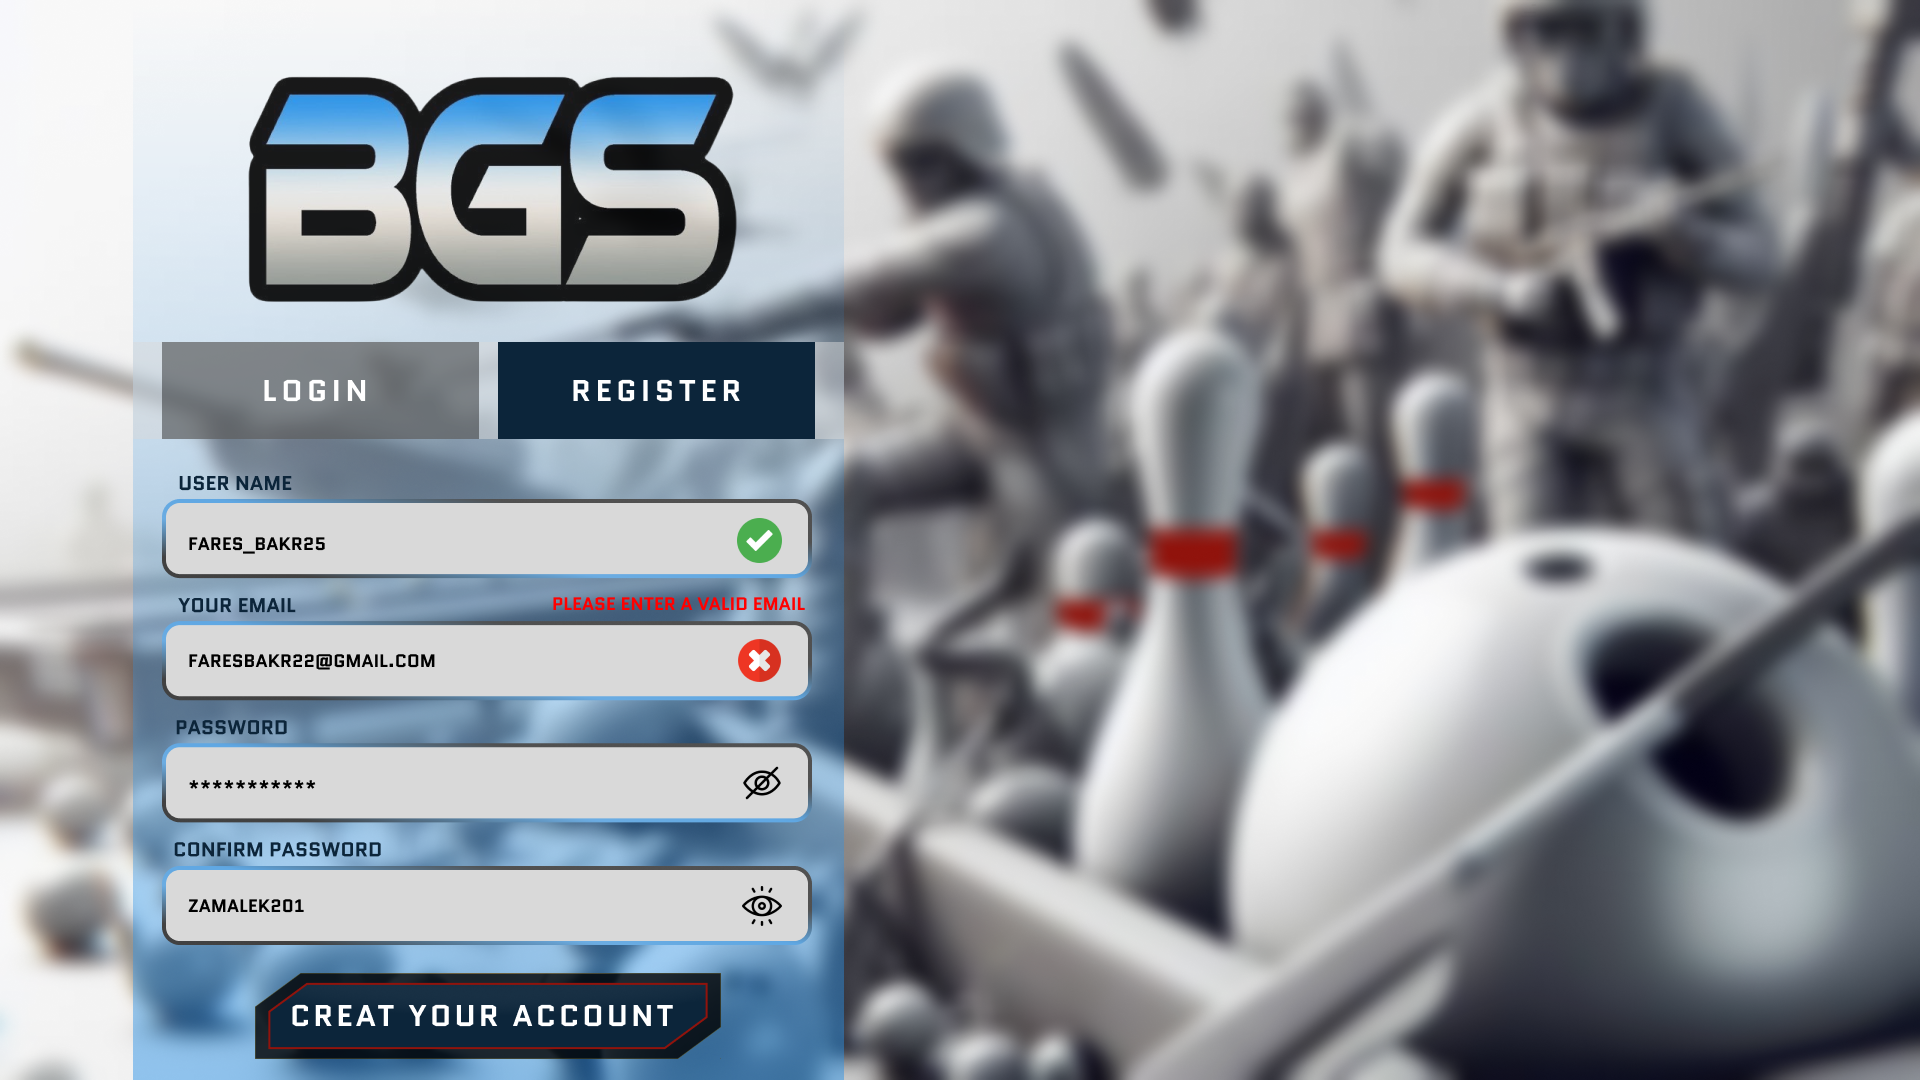 BGS
LOGIN
REGISTER
USER NAME
FARES_BAKR25
YOUR EMAIL
PLEASE ENTER A VALID EMAIL
FARESBAKR22@GMAIL.COM
PASSWORD
***********
CONFIRM PASSWORD
ZAMALEK201
CREAT YOUR ACCOUNT